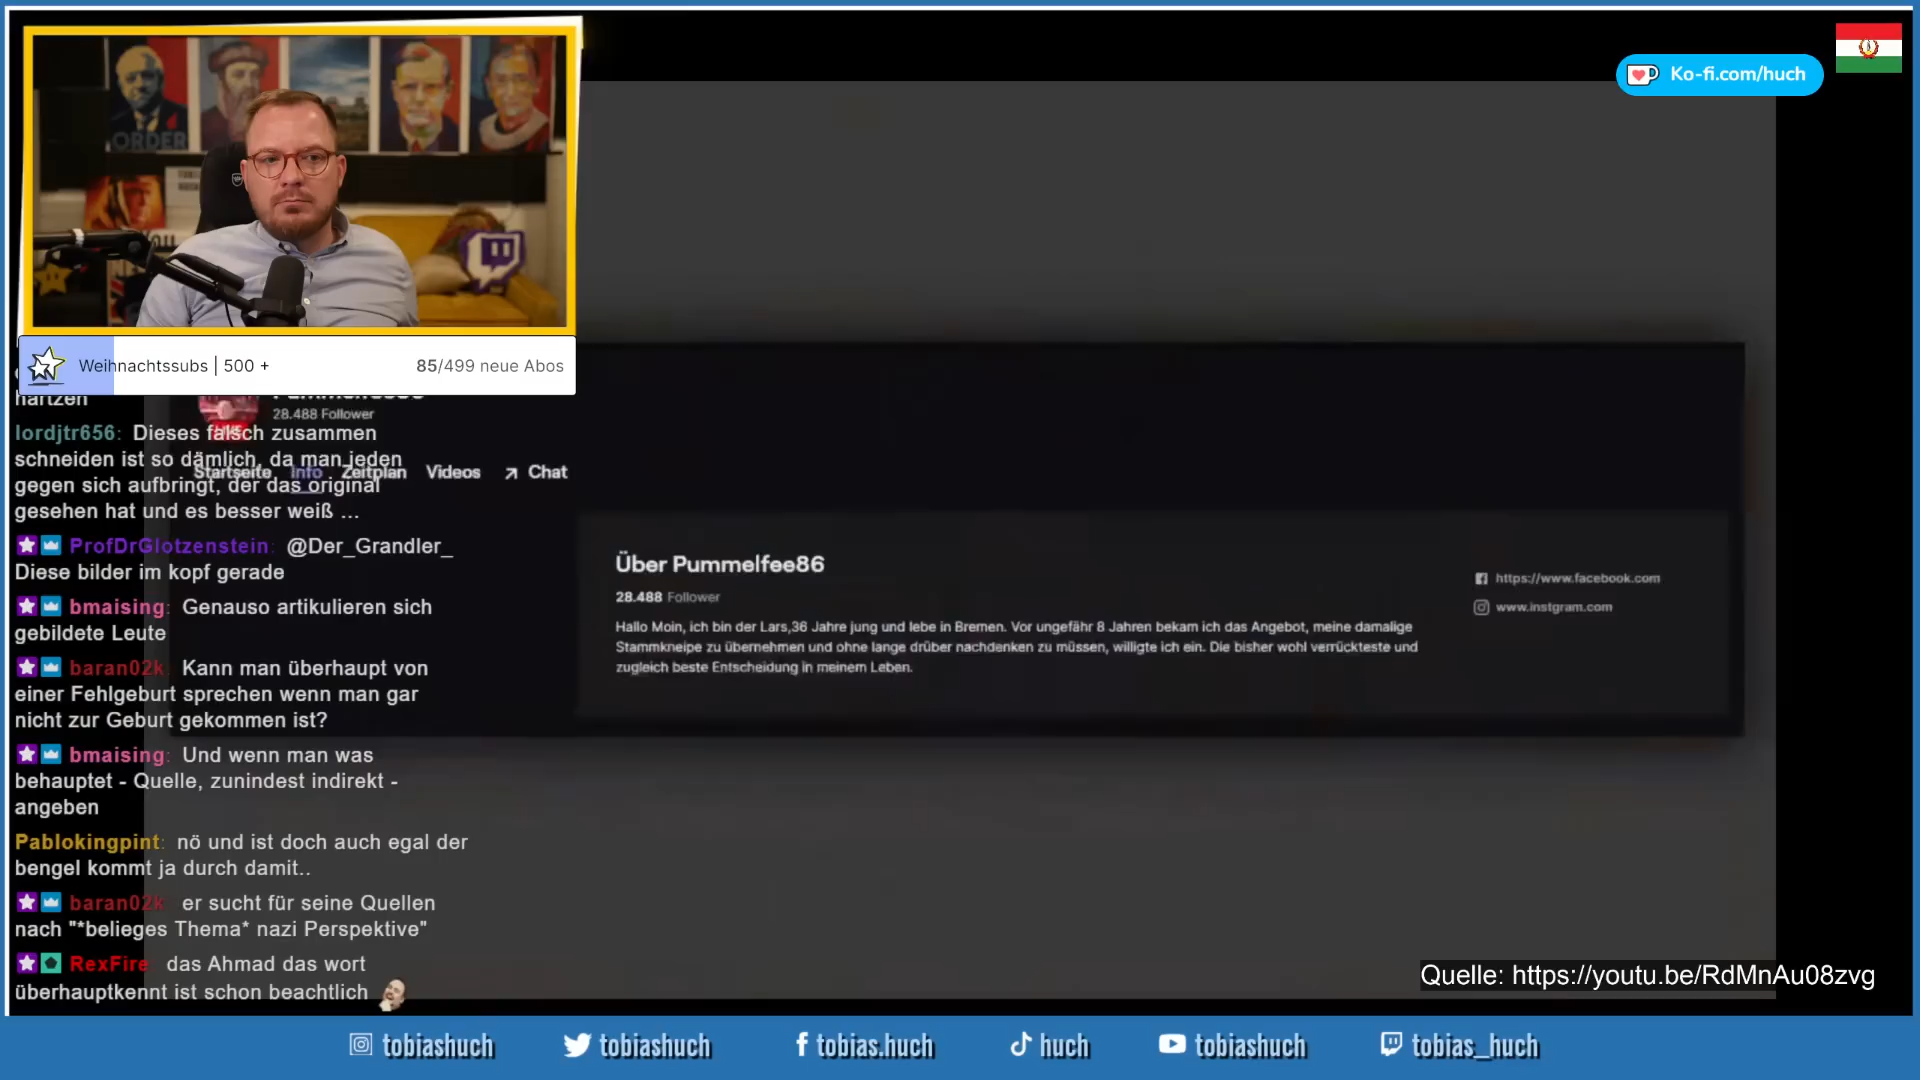 ORDER
Ko-fi.com/huch
Weihnachtssubs | 500 +
85/499 neue Abos
28.488 Follower
lordjtr656: Dieses falsch zusammen
schneiden ist so dämlich, da man jeden
gegen sich aufbringt, der das original
gesehen hat und es besser weiß ...
Startseite Info Zeitplan Videos Chat
ProfDrGlotzenstein: @Der_Grandler_
Diese bilder im kopf gerade
bmaising: Genauso artikulieren sich
gebildete Leute
baran02k: Kann man überhaupt von
einer Fehlgeburt sprechen wenn man gar
nicht zur Geburt gekommen ist?
bmaising: Und wenn man was
behauptet - Quelle, zunindest indirekt -
angeben
Pablokingpint: nö und ist doch auch egal der
bengel kommt ja durch damit..
baran02k: er sucht für seine Quellen
nach "*belieges Thema* nazi Perspektive"
RexFire: das Ahmad das wort
überhauptkennt ist schon beachtlich
Über Pummelfee86
28.488 Follower
Hallo Moin, ich bin der Lars,36 Jahre jung und lebe in Bremen. Vor ungefähr 8 Jahren bekam ich das Angebot, meine damalige
Stammkneipe zu übernehmen und ohne lange drüber nachdenken zu müssen, willigte ich ein. Die bisher wohl verrückteste und
zugleich beste Entscheidung in meinem Leben.
https://www.facebook.com
www.instgram.com
Quelle: https://youtu.be/RdMnAu08zvg
tobiashuch
tobiashuch
tobias.huch
huch
tobiashuch
tobias_huch